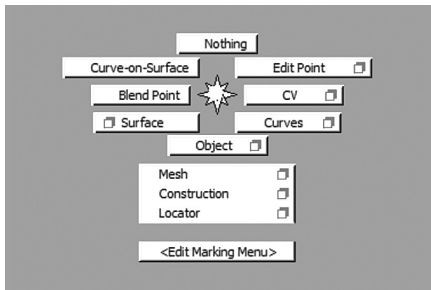 Nothing
Curve-on-Surface
Edit Point
Blend Point
CV
Surface
Curves
Object
Mesh
Construction
Locator
<Edit Marking Menu>